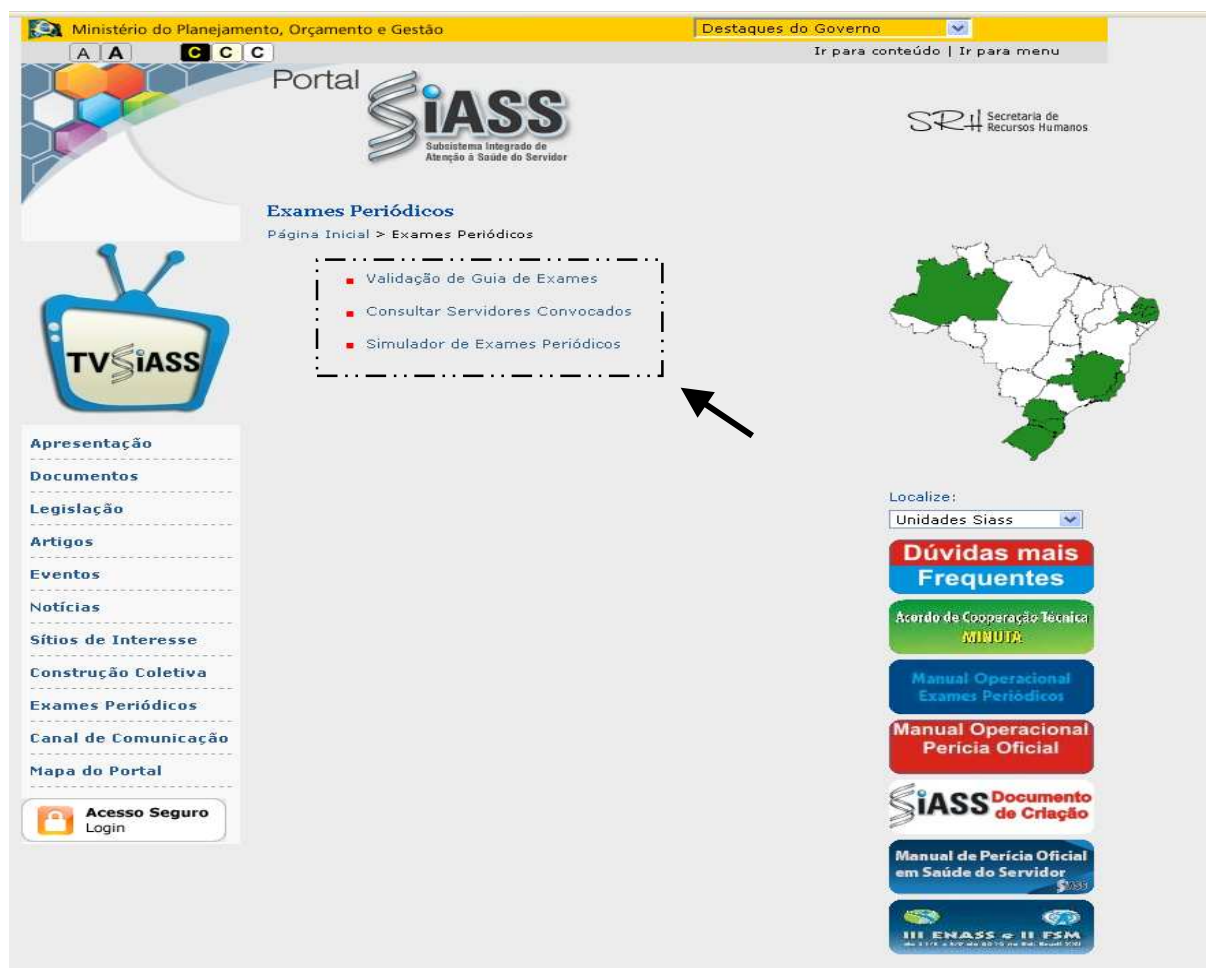 Ministério do Planejamento, Orçamento e Gestão
Destaques do Governo
A A C C C
Ir para conteúdo | Ir para menu
Portal
SiASS
Subsistema Integrado de
Atenção à Saúde do Servidor
SRH Secretaria de
Recursos Humanos
Exames Periódicos
Página Inicial > Exames Periódicos
Validação de Guia de Exames
Consultar Servidores Convocados
Simulador de Exames Periódicos
TVSiASS
Apresentação
Documentos
Legislação
Artigos
Eventos
Notícias
Sítios de Interesse
Construção Coletiva
Exames Periódicos
Canal de Comunicação
Mapa do Portal
Acesso Seguro
Login
Localize:
Unidades Siass
Dúvidas mais
Frequentes
Acordo de Cooperação Técnica
MINUTA
Manual Operacional
Exames Periódicos
Manual Operacional
Perícia Oficial
SiASS Documento
de Criação
Manual de Perícia Oficial
em Saúde do Servidor
SiASS
III ENASS e II FSM